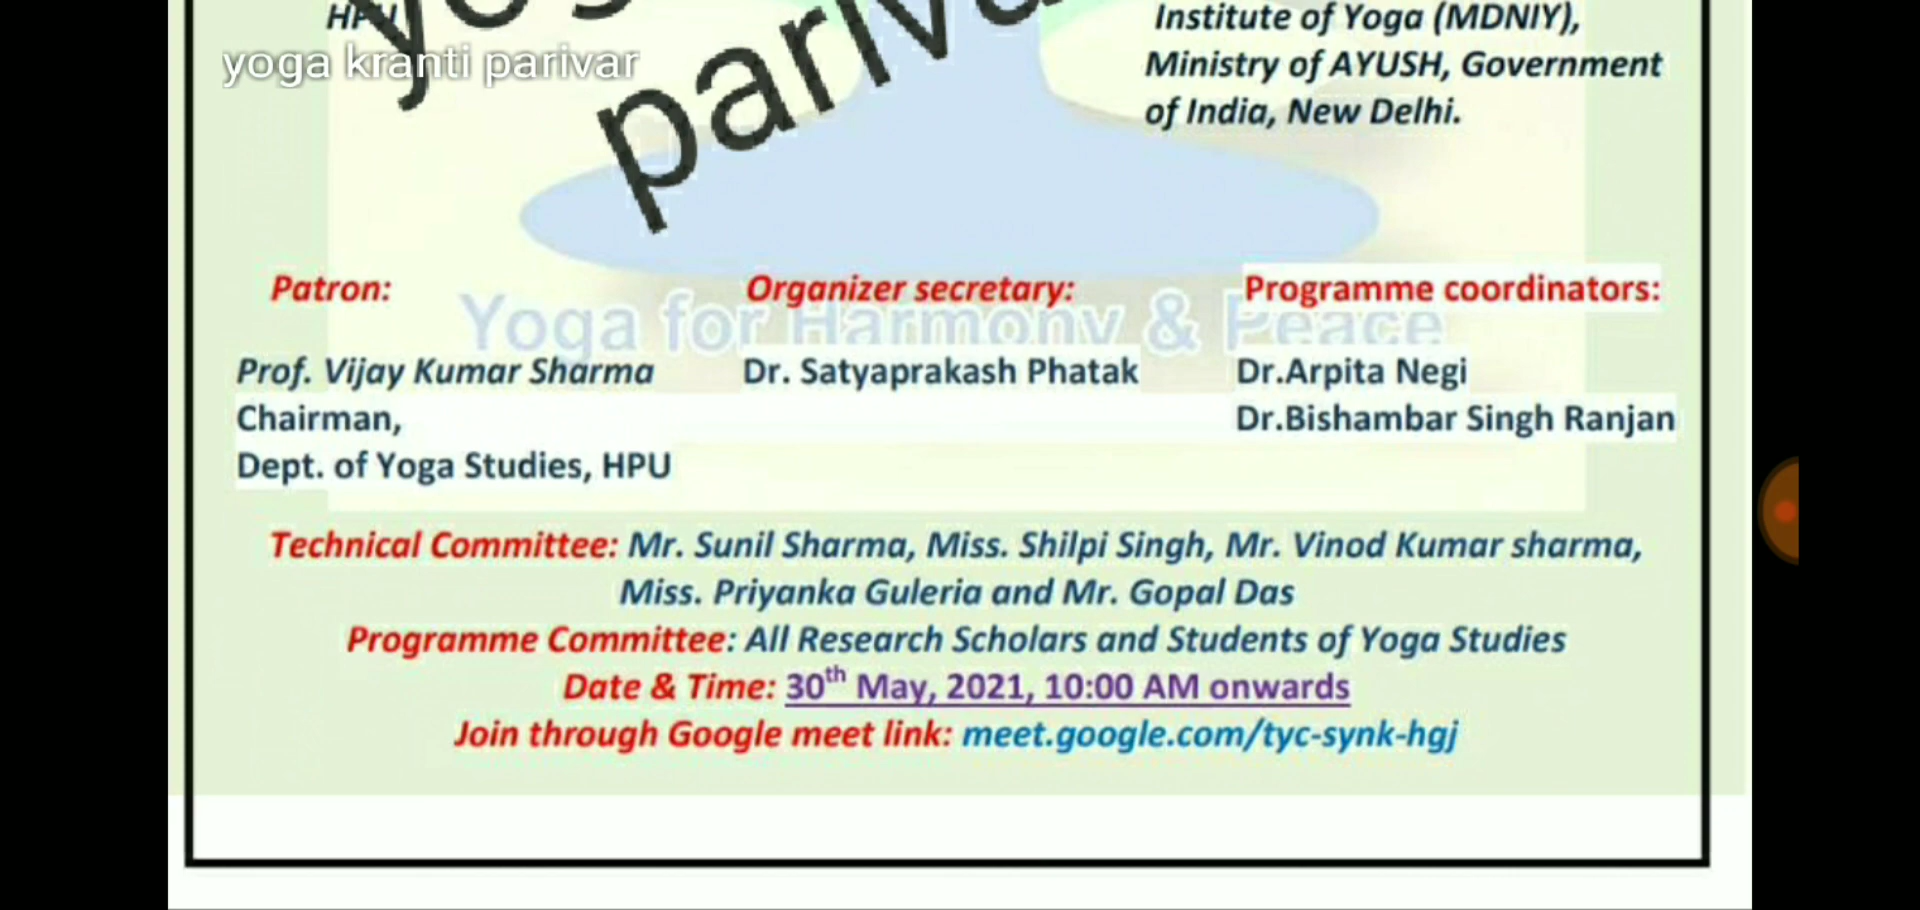 HPU
Institute of Yoga (MDNIY),
yoga kranti parivar
Ministry of AYUSH, Government
of India, New Delhi.
pariv
Patron:
Organizer secretary:
Programme coordinators:
Yoga for Harmony & Peace
Prof. Vijay Kumar Sharma
Dr. Satyaprakash Phatak
Dr.Arpita Negi
Chairman,
Dr.Bishambar Singh Ranjan
Dept. of Yoga Studies, HPU
Technical Committee: Mr. Sunil Sharma, Miss. Shilpi Singh, Mr. Vinod Kumar sharma,
Miss. Priyanka Guleria and Mr. Gopal Das
Programme Committee: All Research Scholars and Students of Yoga Studies
Date & Time: 30th May, 2021, 10:00 AM onwards
Join through Google meet link: meet.google.com/tyc-synk-hgj